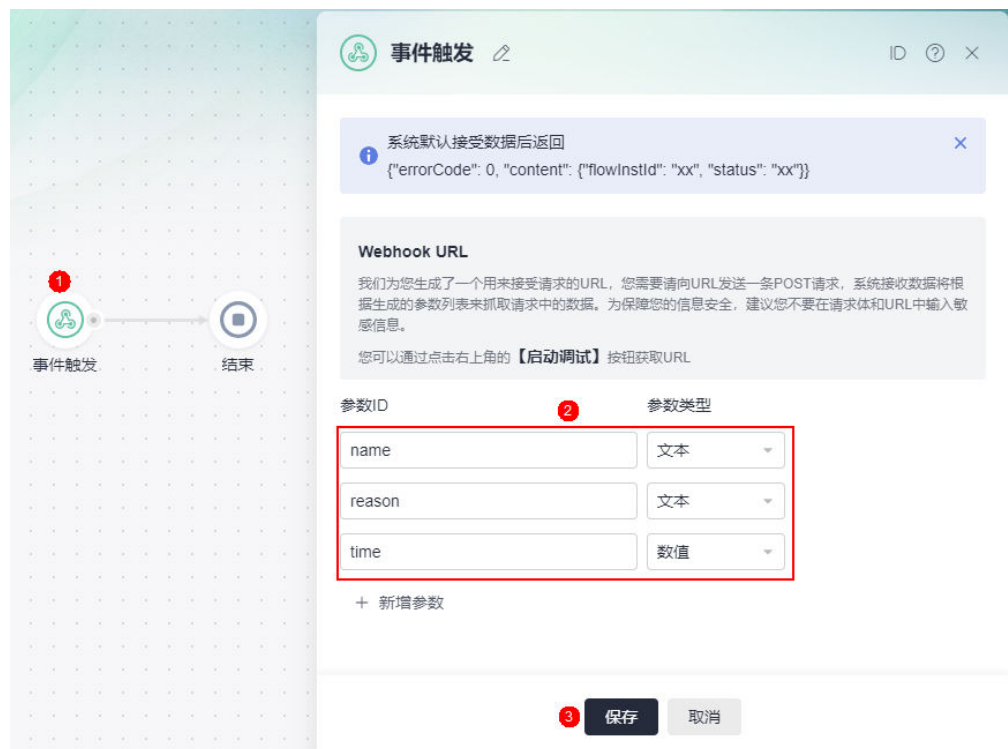 事件触发
ID
系统默认接受数据后返回
{"errorCode": 0, "content": {"flowInstId": "xx", "status": "xx"}}
Webhook URL
我们为您生成了一个用来接受请求的URL，您需要请向URL发送一条POST请求，系统接收数据将根
据生成的参数列表来抓取请求中的数据。为保障您的信息安全，建议您不要在请求体和URL中输入敏
感信息。
您可以通过点击右上角的【启动调试】按钮获取URL
1
事件触发
结束
参数ID
2
参数类型
name
文本
reason
文本
time
数值
+ 新增参数
3
保存
取消